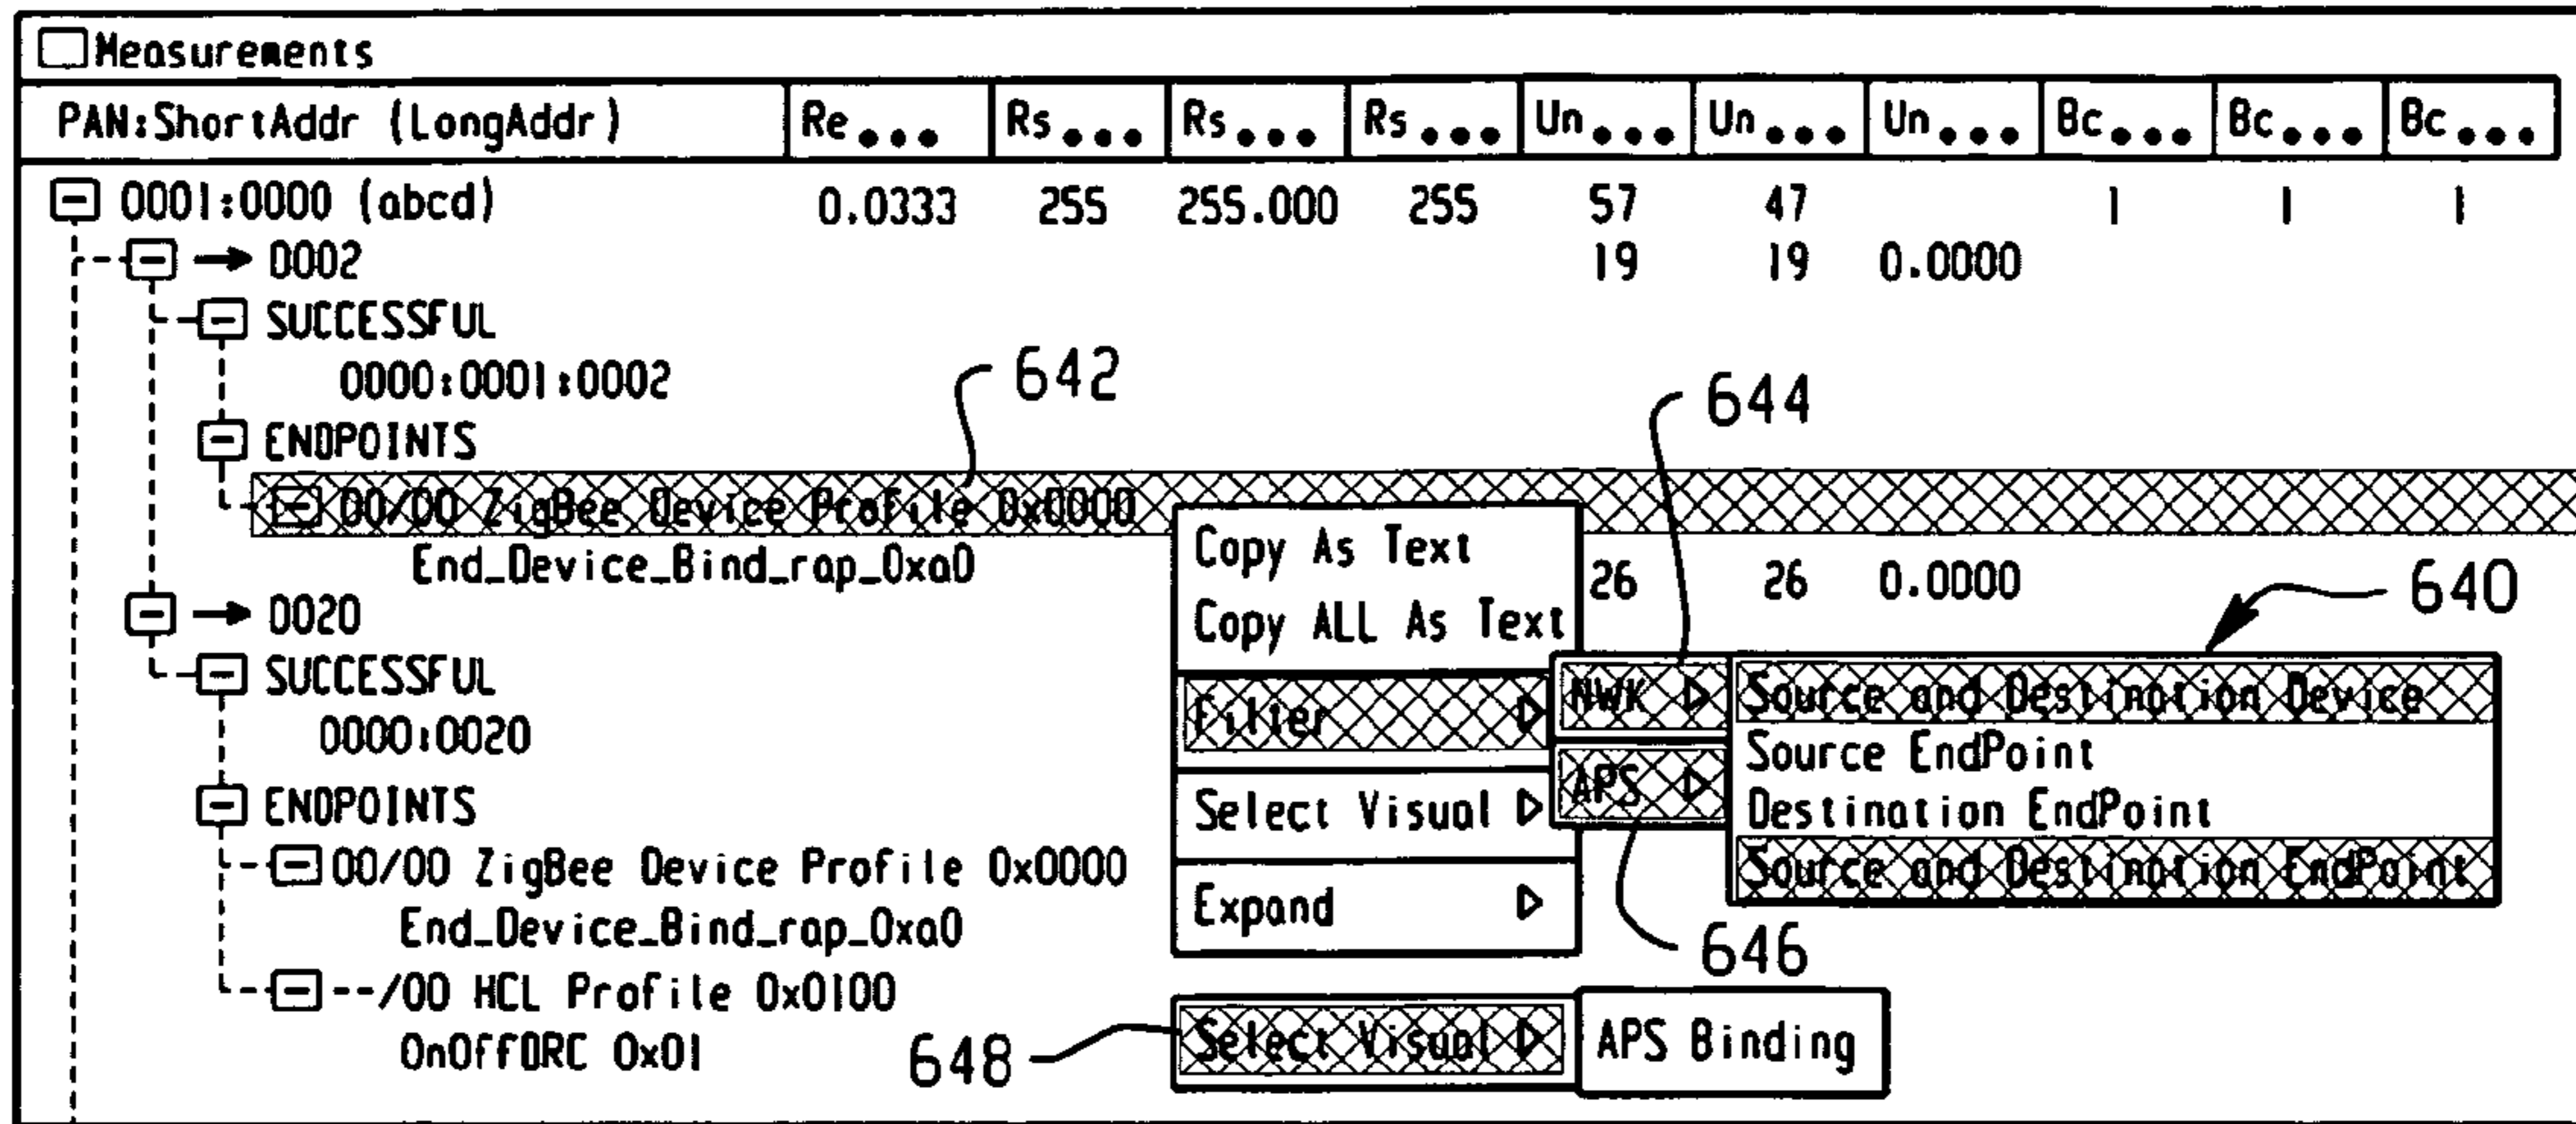 Measurements
PAN:ShortAddr (LongAddr) Re... Rs... Rs... Rs... Un... Un... Un... Bc... Bc... Bc...
0001:0000 (abcd) 0.0333 255 255.000 255 57 47 1 1 1
→ 0002 19 19 0.0000
SUCCESSFUL
0000:0001:0002
642
644
ENDPOINTS
00/00 ZigBee Device Profile 0x0000
End_Device_Bind_rap_0xa0
Copy As Text
26 26 0.0000
640
→ 0020
Copy ALL As Text
SUCCESSFUL
Filter
NWK
Source and Destination Device
0000:0020
Source EndPoint
APS
ENDPOINTS
Select Visual
Destination EndPoint
00/00 ZigBee Device Profile 0x0000
Source and Destination EndPoint
End_Device_Bind_rap_0xa0
Expand
646
--/00 HCL Profile 0x0100
OnOffDRC 0x01
648
Select Visual
APS Binding